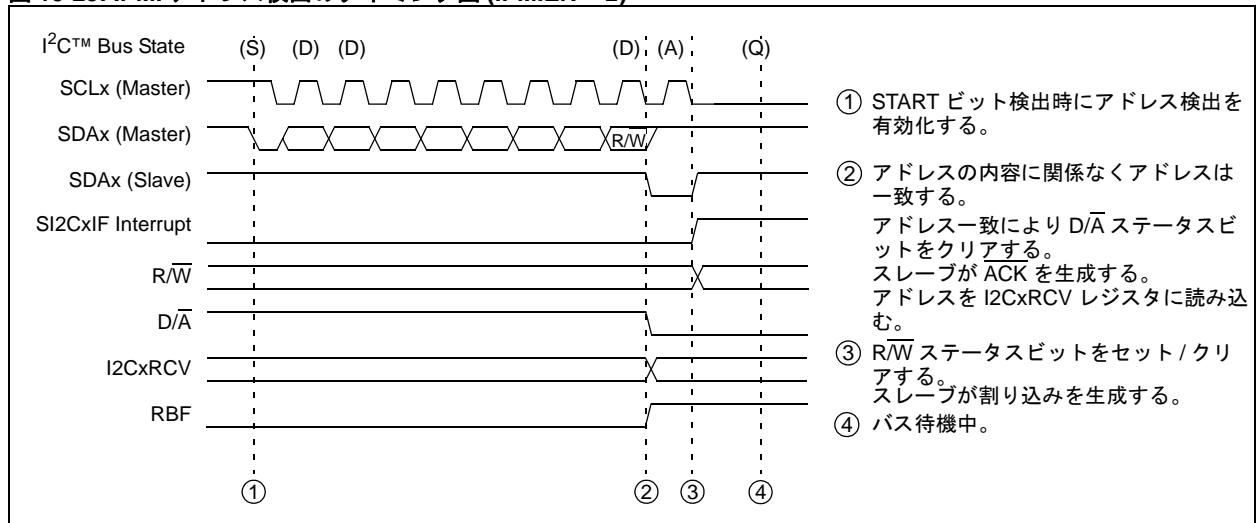 I²C™ Bus State (S) (D) (D) (D) (A) (Q)
SCLx (Master)
SDAx (Master) R/W̅
SDAx (Slave)
SI2CxIF Interrupt
R/W̅
D/A̅
I2CxRCV
RBF
① ② ③ ④
① START ビット検出時にアドレス検出を
有効化する。
② アドレスの内容に関係なくアドレスは
一致する。
アドレス一致により D/A̅ ステータスビ
ットをクリアする。
スレーブが A̅C̅K̅ を生成する。
アドレスを I2CxRCV レジスタに読み込
む。
③ R/W̅ ステータスビットをセット / クリ
アする。
スレーブが割り込みを生成する。
④ バス待機中。